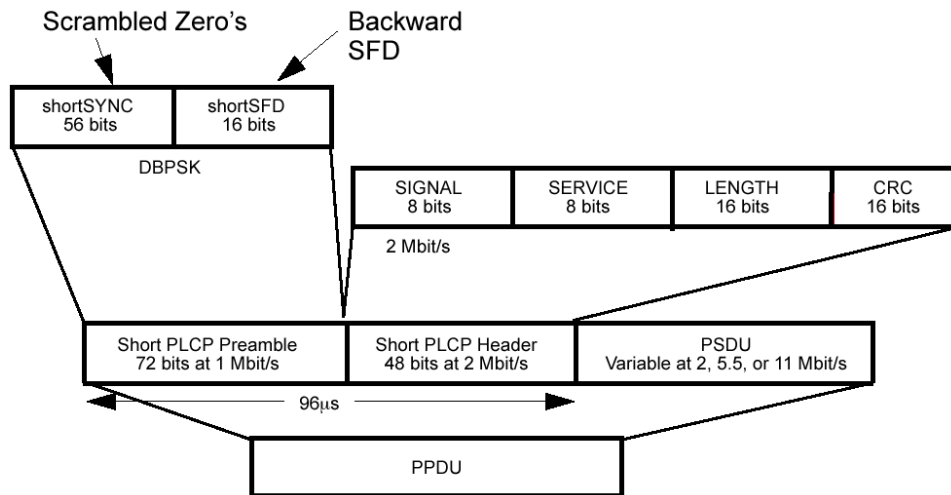 Scrambled Zero's
Backward
SFD
shortSYNC
56 bits
shortSFD
16 bits
DBPSK
SIGNAL
8 bits
SERVICE
8 bits
LENGTH
16 bits
CRC
16 bits
2 Mbit/s
Short PLCP Preamble
72 bits at 1 Mbit/s
Short PLCP Header
48 bits at 2 Mbit/s
PSDU
Variable at 2, 5.5, or 11 Mbit/s
96μs
PPDU